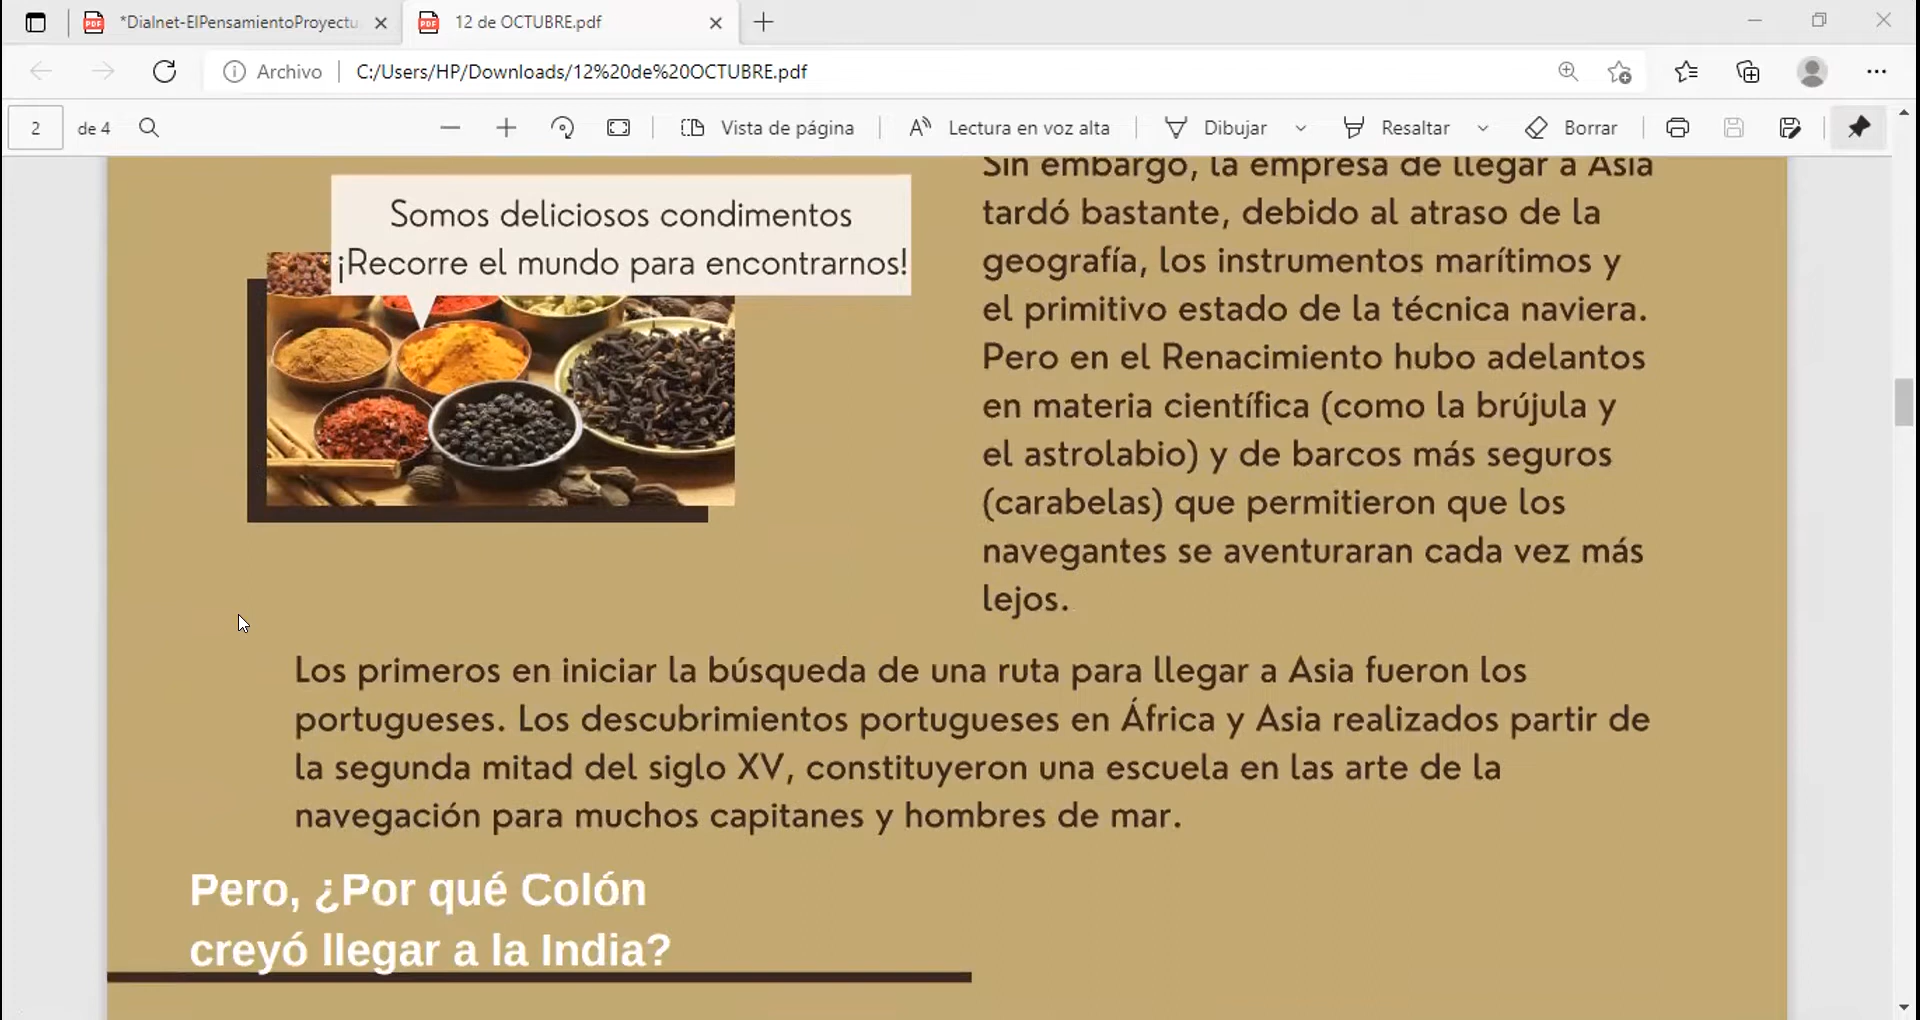 *Dialnet-ElPensamientoProyectu
12 de OCTUBRE.pdf
Archivo
C:/Users/HP/Downloads/12%20de%20OCTUBRE.pdf
2
de 4
Vista de página
Lectura en voz alta
Dibujar
Resaltar
Borrar
Somos deliciosos condimentos
¡Recorre el mundo para encontrarnos!
Sin embargo, la empresa de llegar a Asia
tardó bastante, debido al atraso de la
geografía, los instrumentos marítimos y
el primitivo estado de la técnica naviera.
Pero en el Renacimiento hubo adelantos
en materia científica (como la brújula y
el astrolabio) y de barcos más seguros
(carabelas) que permitieron que los
navegantes se aventuraran cada vez más
lejos.
Los primeros en iniciar la búsqueda de una ruta para llegar a Asia fueron los
portugueses. Los descubrimientos portugueses en África y Asia realizados partir de
la segunda mitad del siglo XV, constituyeron una escuela en las arte de la
navegación para muchos capitanes y hombres de mar.
Pero, ¿Por qué Colón
creyó llegar a la India?